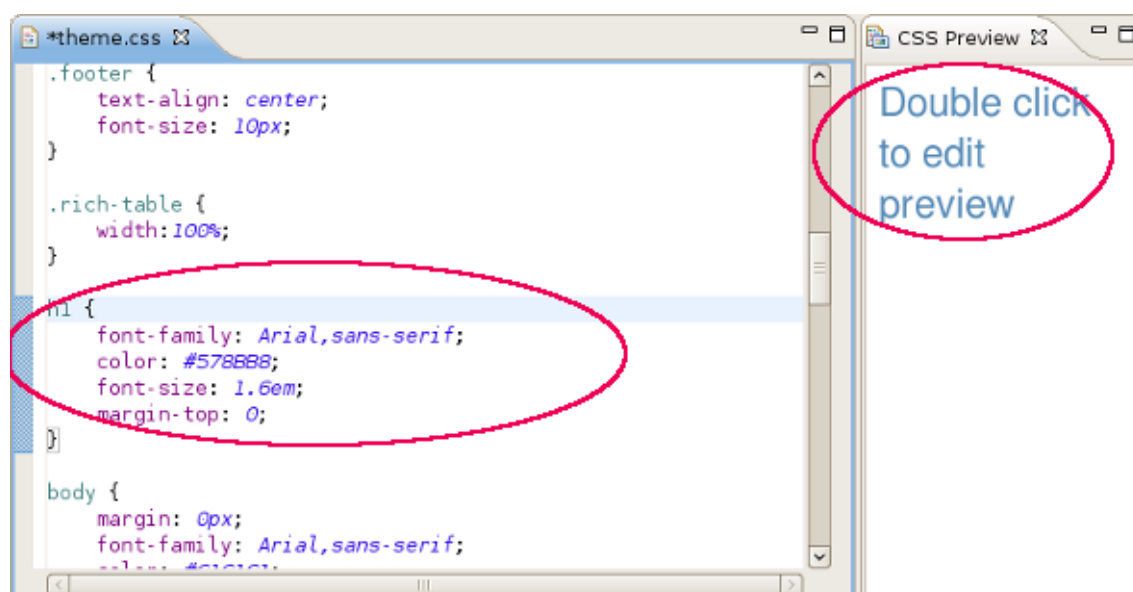 *theme.css
CSS Preview
.footer {
text-align: center;
font-size: 10px;
}
.rich-table {
width:100%;
}
h1 {
font-family: Arial,sans-serif;
color: #578BB8;
font-size: 1.6em;
margin-top: 0;
}
body {
margin: 0px;
font-family: Arial,sans-serif;
Double click
to edit
preview